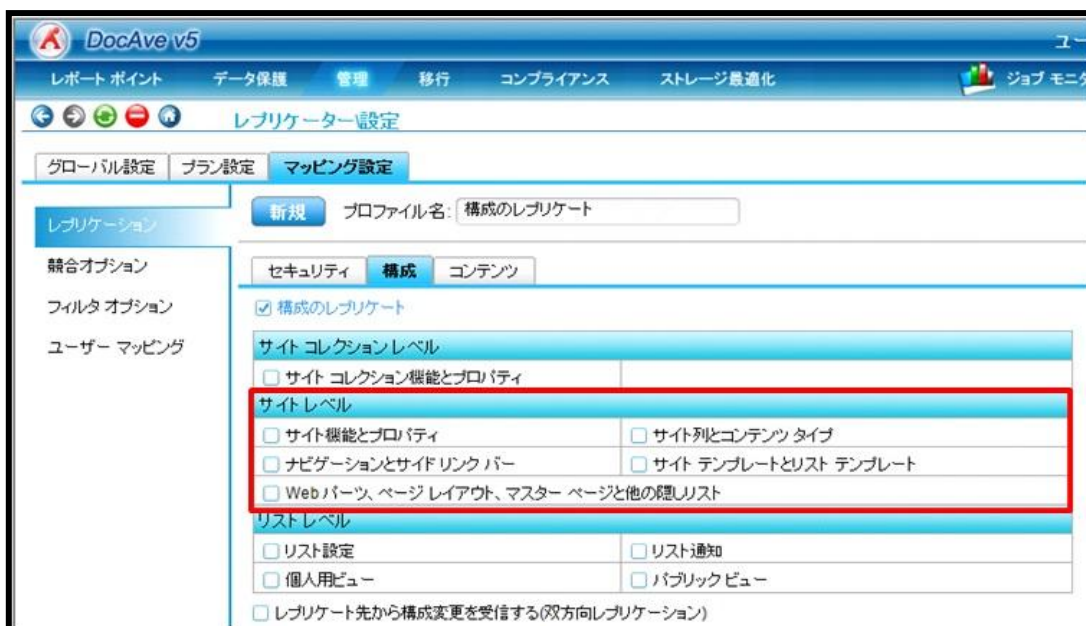 DocAve v5
レポート ポイント データ保護 管理 移行 コンプライアンス ストレージ最適化 ジョブ モニタ
レプリケーター\設定
グローバル設定 プラン設定 マッピング設定
レプリケーション
競合オプション
フィルタ オプション
ユーザー マッピング
新規 プロファイル名: 構成のレプリケート
セキュリティ 構成 コンテンツ
構成のレプリケート
サイト コレクション レベル
サイト コレクション機能とプロパティ
サイト レベル
サイト機能とプロパティ サイト列とコンテンツ タイプ
ナビゲーションとサイド リンク バー サイト テンプレートとリスト テンプレート
Web パーツ、ページ レイアウト、マスター ページと他の隠しリスト
リスト レベル
リスト設定 リスト通知
個人用ビュー パブリック ビュー
レプリケート先から構成変更を受信する(双方向レプリケーション)